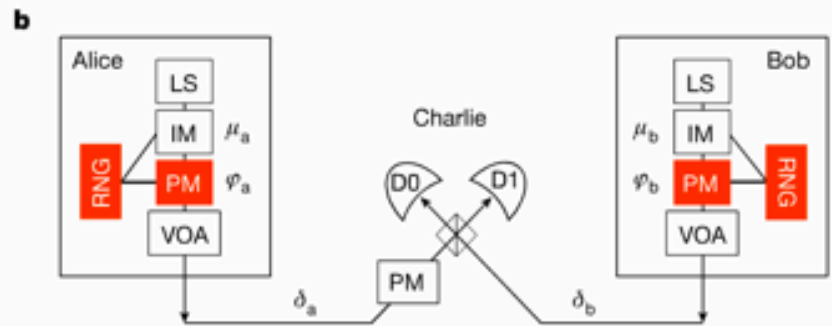 b
Alice
LS
IM
μa
RNG
PM
φa
VOA
δa
Charlie
D0
D1
PM
δb
Bob
LS
μb
IM
φb
PM
RNG
VOA